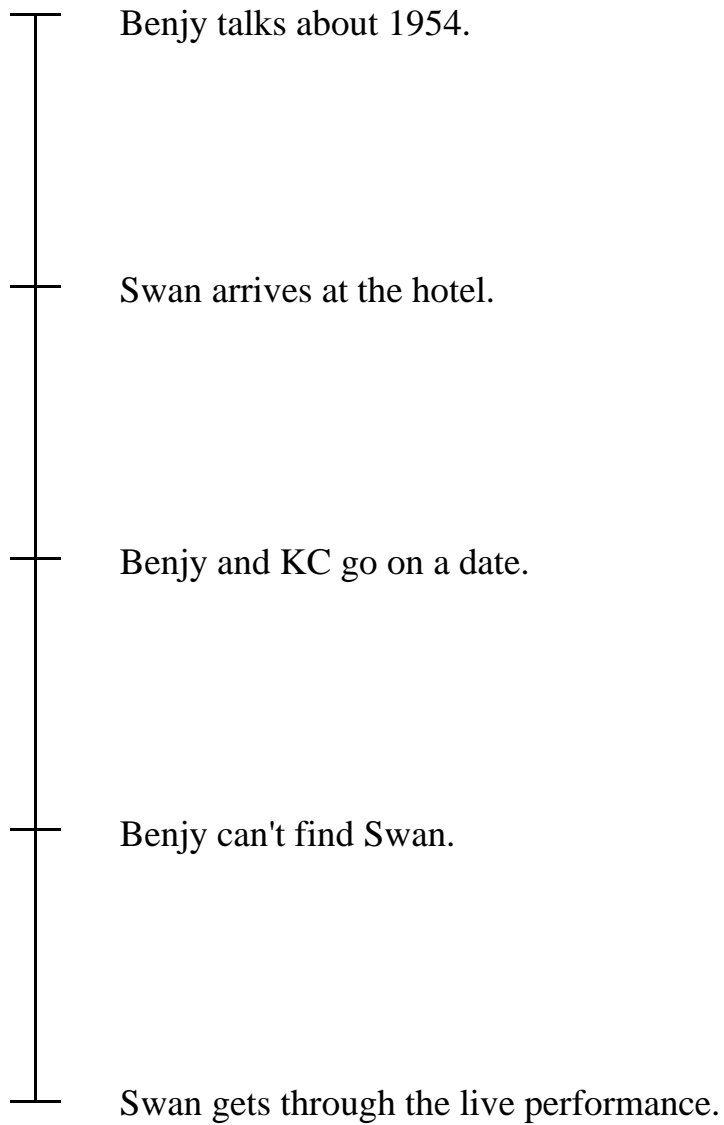 Benjy talks about 1954.
Swan arrives at the hotel.
Benjy and KC go on a date.
Benjy can't find Swan.
Swan gets through the live performance.